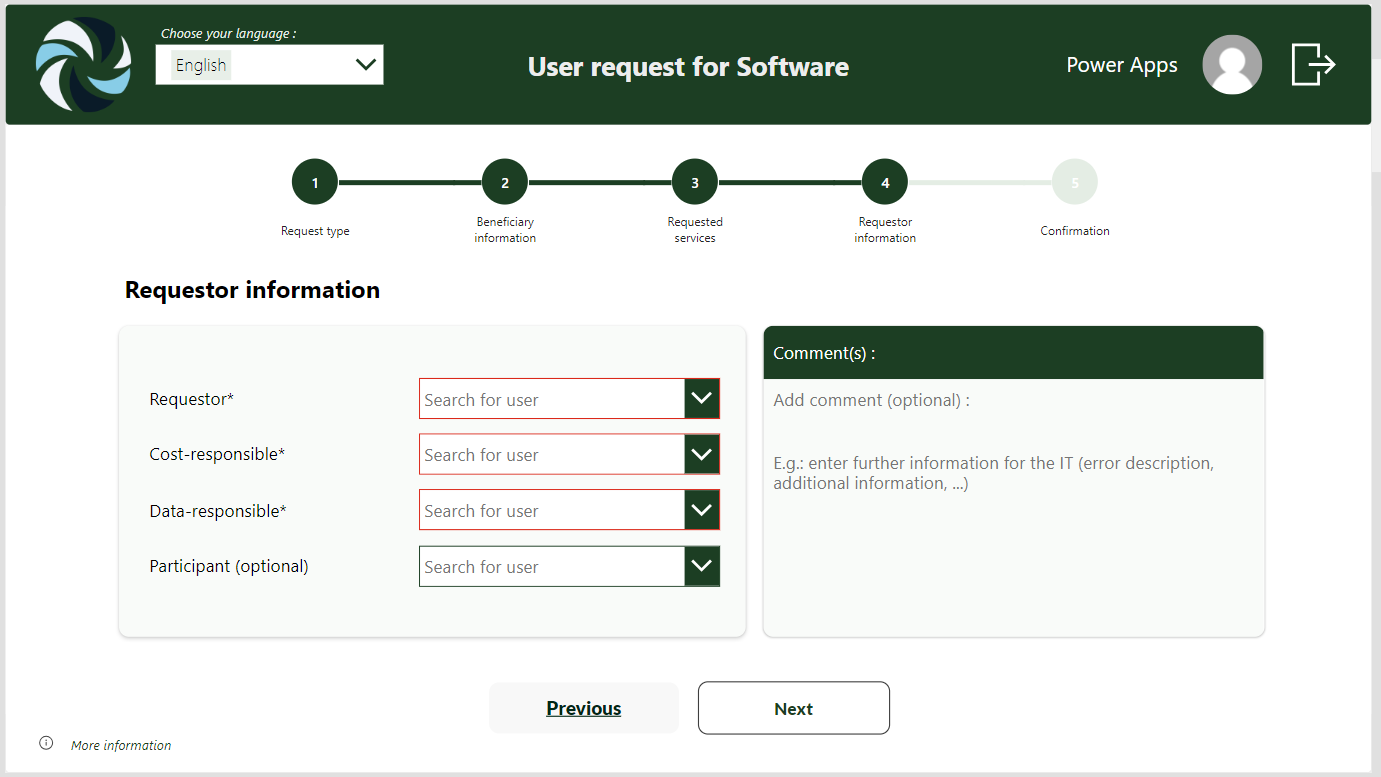 Choose your language :
English
User request for Software
Power Apps
1
2
3
4
5
Request type
Beneficiary
information
Requested
services
Requestor
information
Confirmation
Requestor information
Requestor*
Search for user
Cost-responsible*
Search for user
Data-responsible*
Search for user
Participant (optional)
Search for user
Comment(s) :
Add comment (optional) :
E.g.: enter further information for the IT (error description,
additional information, ...)
Previous
Next
More information